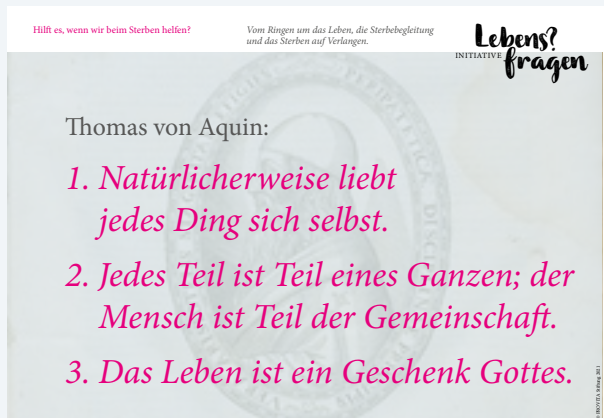 Hilft es, wenn wir beim Sterben helfen?
Vom Ringen um das Leben, die Sterbebegleitung
und das Sterben auf Verlangen.
Lebens?
INITIATIVE fragen
Thomas von Aquin:
1. Natürlicherweise liebt
jedes Ding sich selbst.
2. Jedes Teil ist Teil eines Ganzen; der
Mensch ist Teil der Gemeinschaft.
3. Das Leben ist ein Geschenk Gottes.
PERIPATETICA